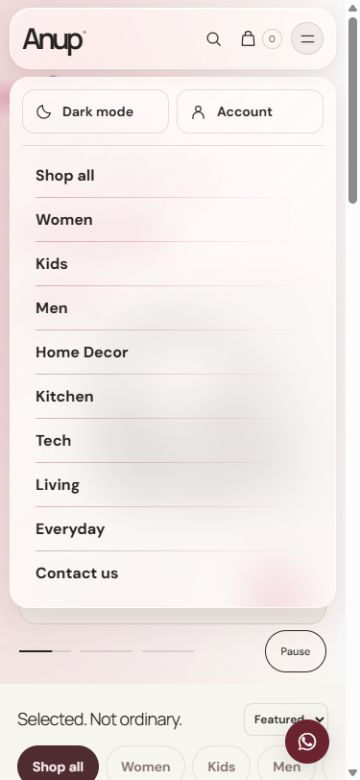 Anup
0
Dark mode
Account
Shop all
Women
Kids
Men
Home Decor
Kitchen
Tech
Living
Everyday
Contact us
Pause
Selected. Not ordinary.
Featured
Shop all
Women
Kids
Men